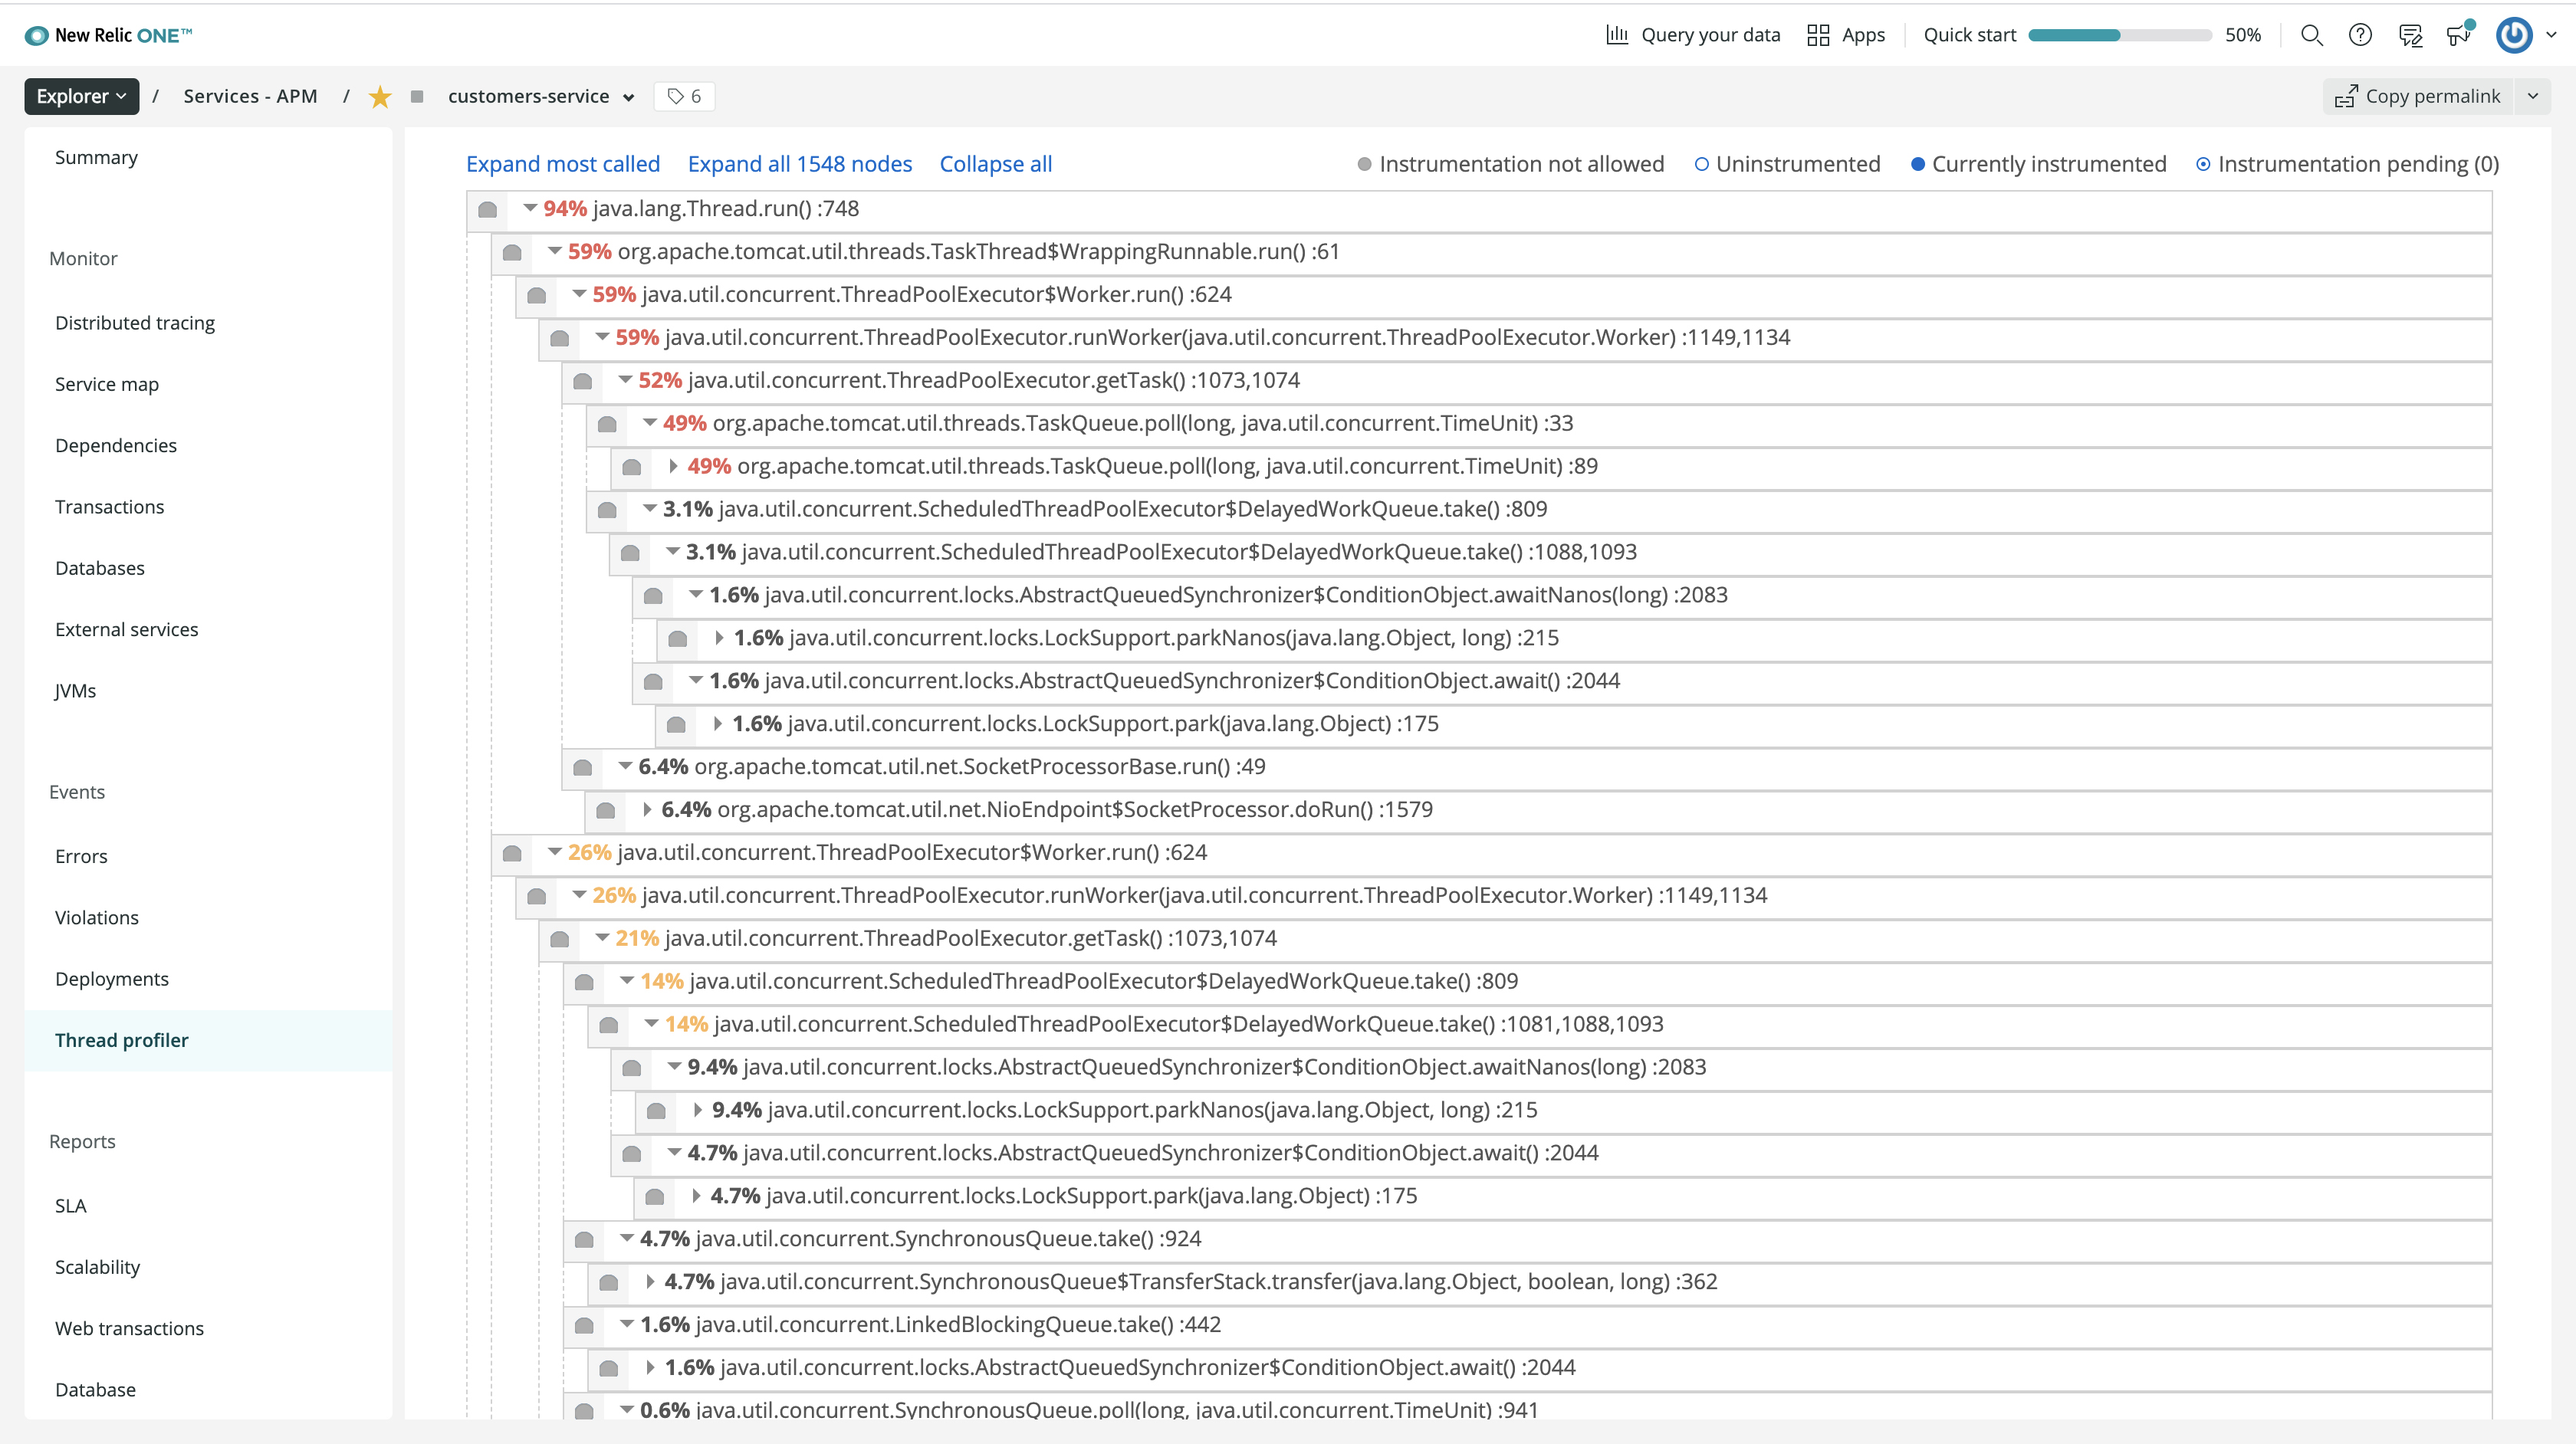 New Relic ONE™
Query your data
Apps
Quick start
50%
Explorer / Services - APM / customers-service 6
Copy permalink
Summary
Monitor
Distributed tracing
Service map
Dependencies
Transactions
Databases
External services
JVMs
Events
Errors
Violations
Deployments
Thread profiler
Reports
SLA
Scalability
Web transactions
Database
Expand most called Expand all 1548 nodes Collapse all
Instrumentation not allowed Uninstrumented Currently instrumented Instrumentation pending (0)
94% java.lang.Thread.run() :748
59% org.apache.tomcat.util.threads.TaskThread$WrappingRunnable.run() :61
59% java.util.concurrent.ThreadPoolExecutor$Worker.run() :624
59% java.util.concurrent.ThreadPoolExecutor.runWorker(java.util.concurrent.ThreadPoolExecutor.Worker) :1149,1134
52% java.util.concurrent.ThreadPoolExecutor.getTask() :1073,1074
49% org.apache.tomcat.util.threads.TaskQueue.poll(long, java.util.concurrent.TimeUnit) :33
49% org.apache.tomcat.util.threads.TaskQueue.poll(long, java.util.concurrent.TimeUnit) :89
3.1% java.util.concurrent.ScheduledThreadPoolExecutor$DelayedWorkQueue.take() :809
3.1% java.util.concurrent.ScheduledThreadPoolExecutor$DelayedWorkQueue.take() :1088,1093
1.6% java.util.concurrent.locks.AbstractQueuedSynchronizer$ConditionObject.awaitNanos(long) :2083
1.6% java.util.concurrent.locks.LockSupport.parkNanos(java.lang.Object, long) :215
1.6% java.util.concurrent.locks.AbstractQueuedSynchronizer$ConditionObject.await() :2044
1.6% java.util.concurrent.locks.LockSupport.park(java.lang.Object) :175
6.4% org.apache.tomcat.util.net.SocketProcessorBase.run() :49
6.4% org.apache.tomcat.util.net.NioEndpoint$SocketProcessor.doRun() :1579
26% java.util.concurrent.ThreadPoolExecutor$Worker.run() :624
26% java.util.concurrent.ThreadPoolExecutor.runWorker(java.util.concurrent.ThreadPoolExecutor.Worker) :1149,1134
21% java.util.concurrent.ThreadPoolExecutor.getTask() :1073,1074
14% java.util.concurrent.ScheduledThreadPoolExecutor$DelayedWorkQueue.take() :809
14% java.util.concurrent.ScheduledThreadPoolExecutor$DelayedWorkQueue.take() :1081,1088,1093
9.4% java.util.concurrent.locks.AbstractQueuedSynchronizer$ConditionObject.awaitNanos(long) :2083
9.4% java.util.concurrent.locks.LockSupport.parkNanos(java.lang.Object, long) :215
4.7% java.util.concurrent.locks.AbstractQueuedSynchronizer$ConditionObject.await() :2044
4.7% java.util.concurrent.locks.LockSupport.park(java.lang.Object) :175
4.7% java.util.concurrent.SynchronousQueue.take() :924
4.7% java.util.concurrent.SynchronousQueue$TransferStack.transfer(java.lang.Object, boolean, long) :362
1.6% java.util.concurrent.LinkedBlockingQueue.take() :442
1.6% java.util.concurrent.locks.AbstractQueuedSynchronizer$ConditionObject.await() :2044
0.6% java.util.concurrent.SynchronousQueue.poll(long, java.util.concurrent.TimeUnit) :941